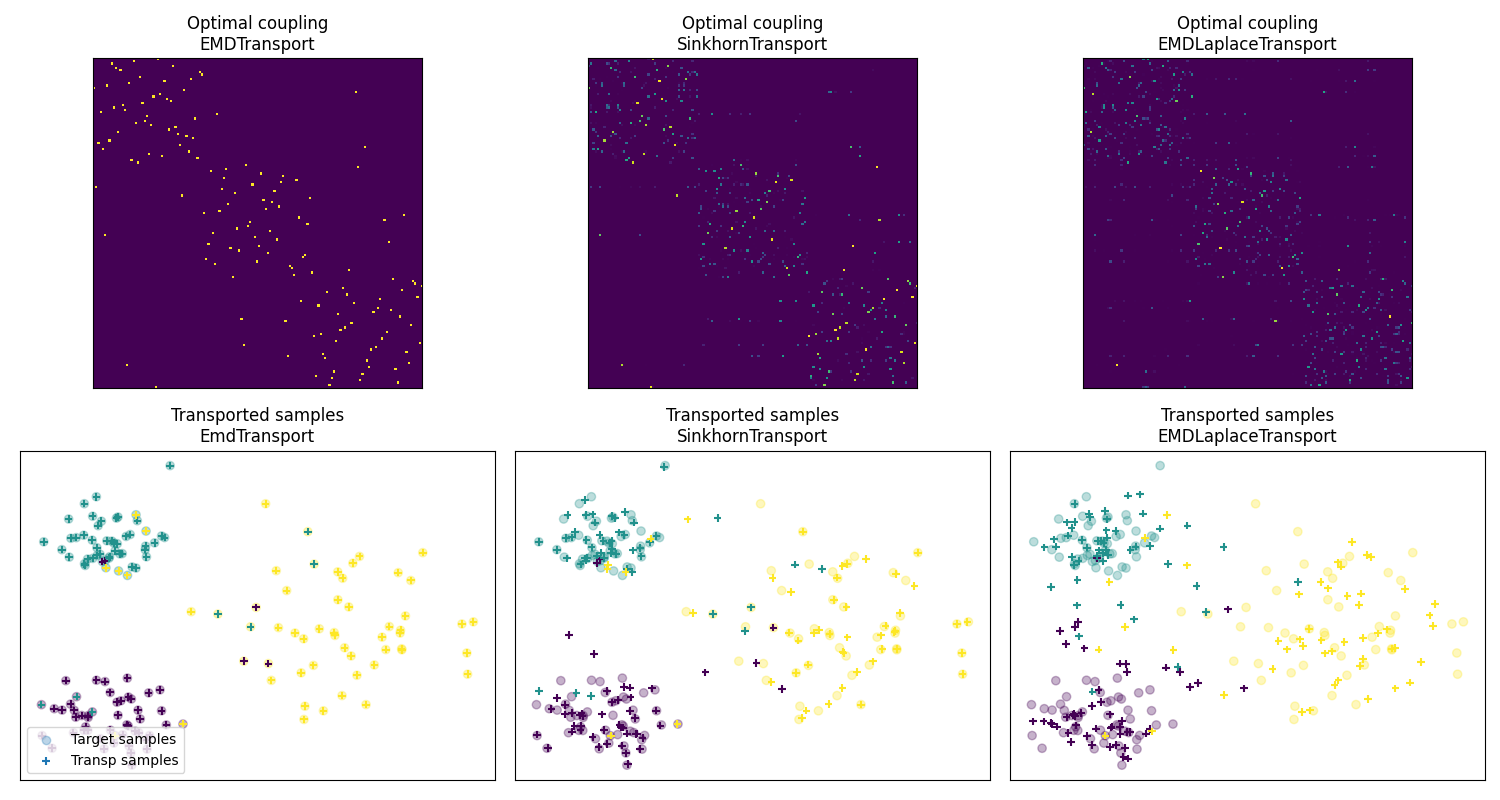 Optimal coupling
EMDTransport
Optimal coupling
SinkhornTransport
Optimal coupling
EMDLaplaceTransport
Transported samples
EmdTransport
Transported samples
SinkhornTransport
Transported samples
EMDLaplaceTransport
Target samples
Transp samples